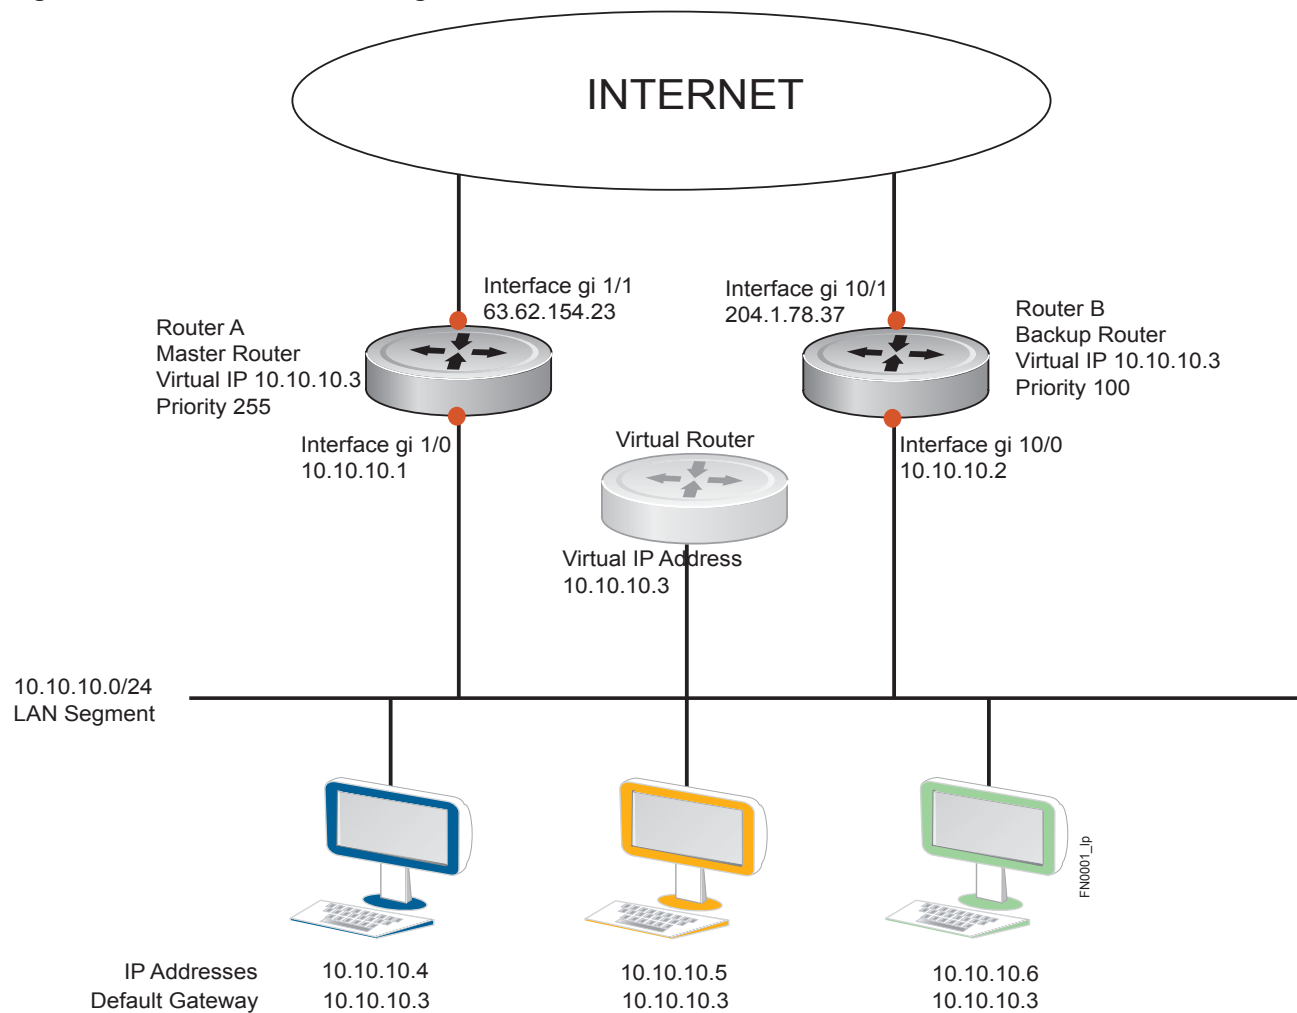 INTERNET
Interface gi 1/1
63.62.154.23
Interface gi 10/1
204.1.78.37
Router A
Master Router
Virtual IP 10.10.10.3
Priority 255
Router B
Backup Router
Virtual IP 10.10.10.3
Priority 100
Interface gi 1/0
10.10.10.1
Virtual Router
Interface gi 10/0
10.10.10.2
Virtual IP Address
10.10.10.3
10.10.10.0/24
LAN Segment
FN0001_lp
IP Addresses 10.10.10.4 10.10.10.5 10.10.10.6
Default Gateway 10.10.10.3 10.10.10.3 10.10.10.3